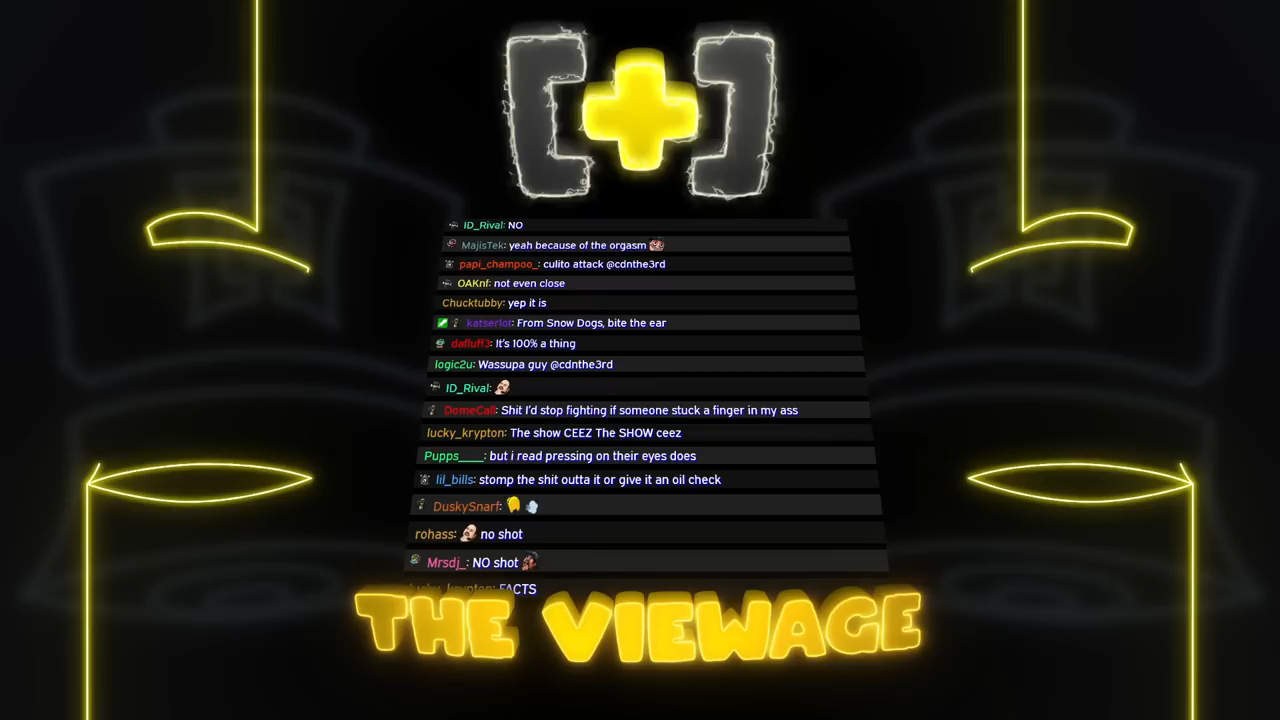 ID_Rival: NO
MajisTek: yeah because of the orgasm
papi_champoo_: culito attack @cdnthe3rd
OAKnf: not even close
Chucktubby: yep it is
katserlot: From Snow Dogs, bite the ear
dafluff3: It's 100% a thing
logic2u: Wassupa guy @cdnthe3rd
ID_Rival:
DomeCall: Shit I'd stop fighting if someone stuck a finger in my ass
lucky_krypton: The show CEEZ The SHOW ceez
Pupps____: but i read pressing on their eyes does
lil_bills: stomp the shit outta it or give it an oil check
DuskySnarf:
rohass: no shot
Mrsdj_: NO shot
lucky_krypton: FACTS
THE VIEWAGE